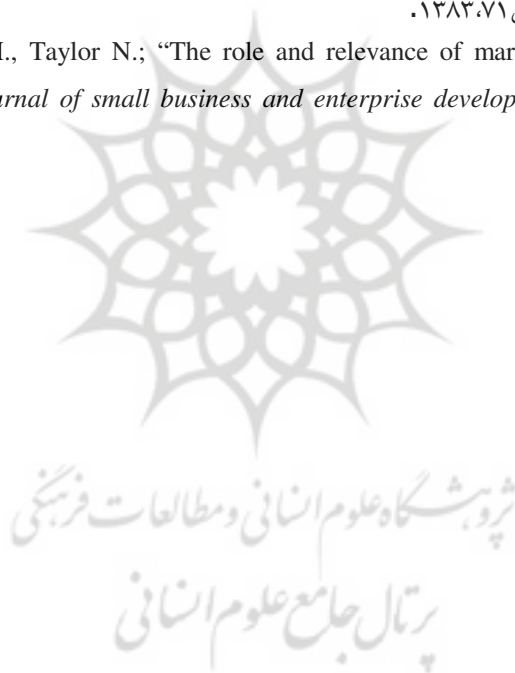 ۷۱، ۱۳۸۳.
I., Taylor N.; “The role and relevance of mar
urnal of small business and enterprise develop
پژوهشگاه علوم انسانی و مطالعات فرهنگی
پرتال جامع علوم انسانی